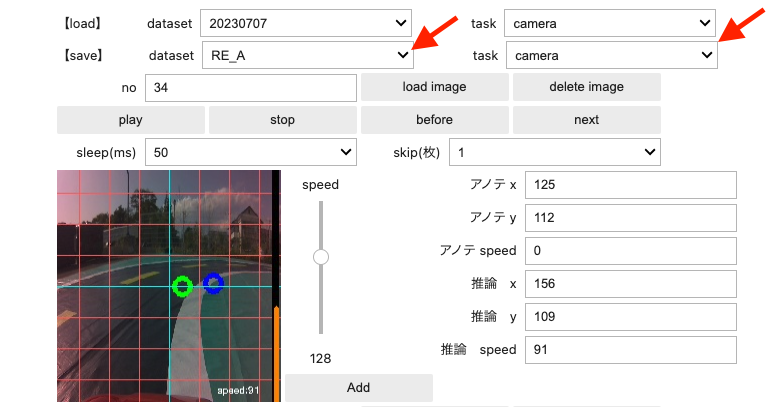 【load】 dataset 20230707 task camera
【save】 dataset RE_A task camera
no 34 load image delete image
play stop before next
sleep(ms) 50 skip(枚) 1
speed アノテ x 125
アノテ y 112
アノテ speed 0
推論 x 156
推論 y 109
128 推論 speed 91
speed:91
Add